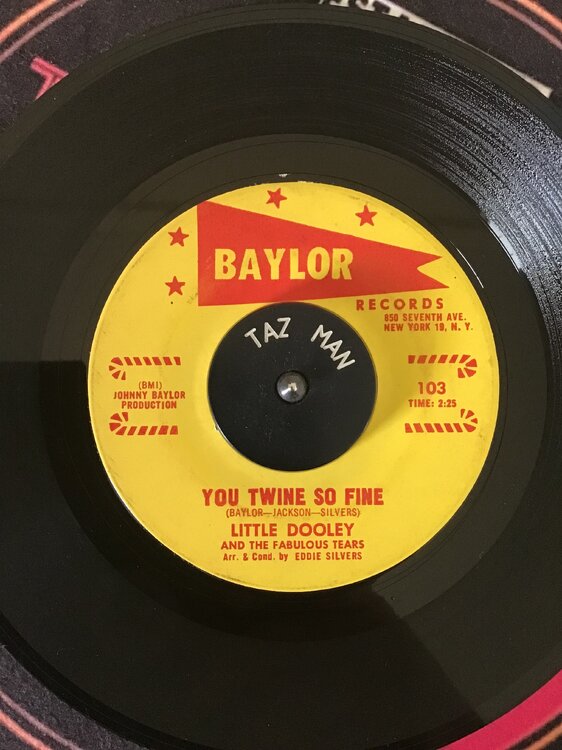 BAYLOR
RECORDS
850 SEVENTH AVE.
NEW YORK 19, N. Y.
TAZ MAN
(BMI)
JOHNNY BAYLOR
PRODUCTION
103
TIME: 2:25
YOU TWINE SO FINE
(BAYLOR—JACKSON—SILVERS)
LITTLE DOOLEY
AND THE FABULOUS TEARS
Arr. & Cond. by EDDIE SILVERS